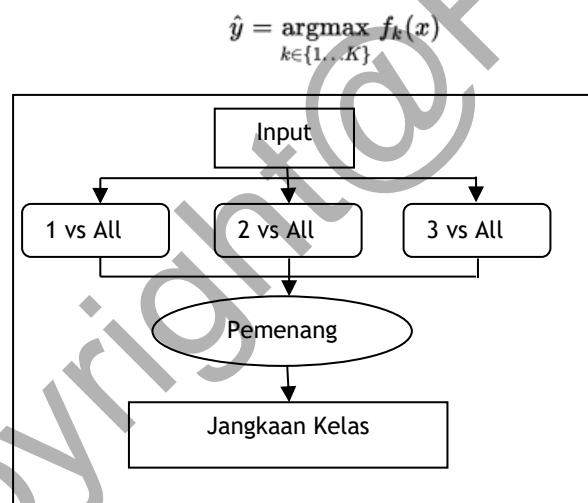 ŷ = argmax f_k(x)
k∈{1...K}
Input
1 vs All
2 vs All
3 vs All
Pemenang
Jangkaan Kelas